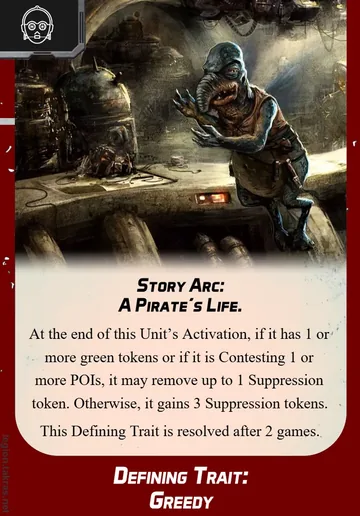 Story Arc:
A Pirate´s Life.
At the end of this Unit's Activation, if it has 1 or
more green tokens or if it is Contesting 1 or
more POIs, it may remove up to 1 Suppression
token. Otherwise, it gains 3 Suppression tokens.
This Defining Trait is resolved after 2 games.
Defining Trait:
Greedy